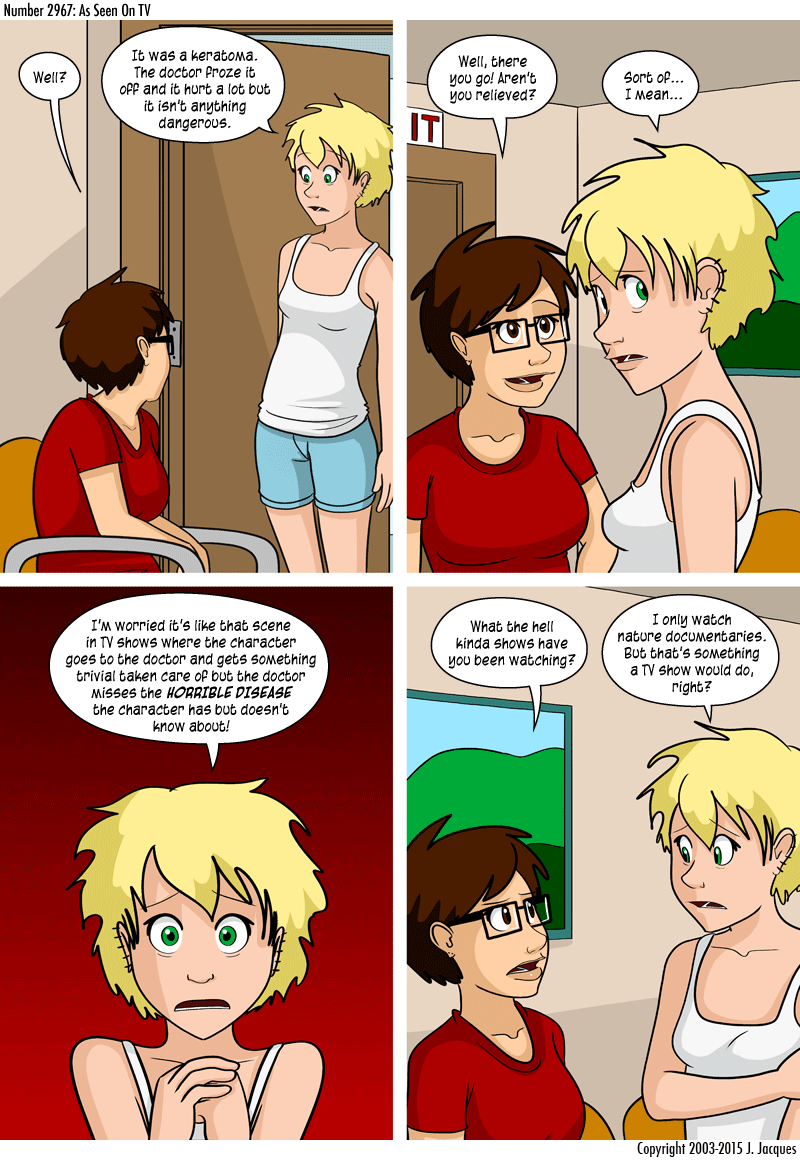 Number 2967: As Seen On TV
Well?
It was a keratoma.
The doctor froze it
off and it hurt a lot but
it isn't anything
dangerous.
Well, there
you go! Aren't
you relieved?
Sort of...
I mean...
IT
I'm worried it's like that scene
in TV shows where the character
goes to the doctor and gets something
trivial taken care of but the doctor
misses the HORRIBLE DISEASE
the character has but doesn't
know about!
What the hell
kinda shows have
you been watching?
I only watch
nature documentaries.
But that's something
a TV show would do,
right?
Copyright 2003-2015 J. Jacques